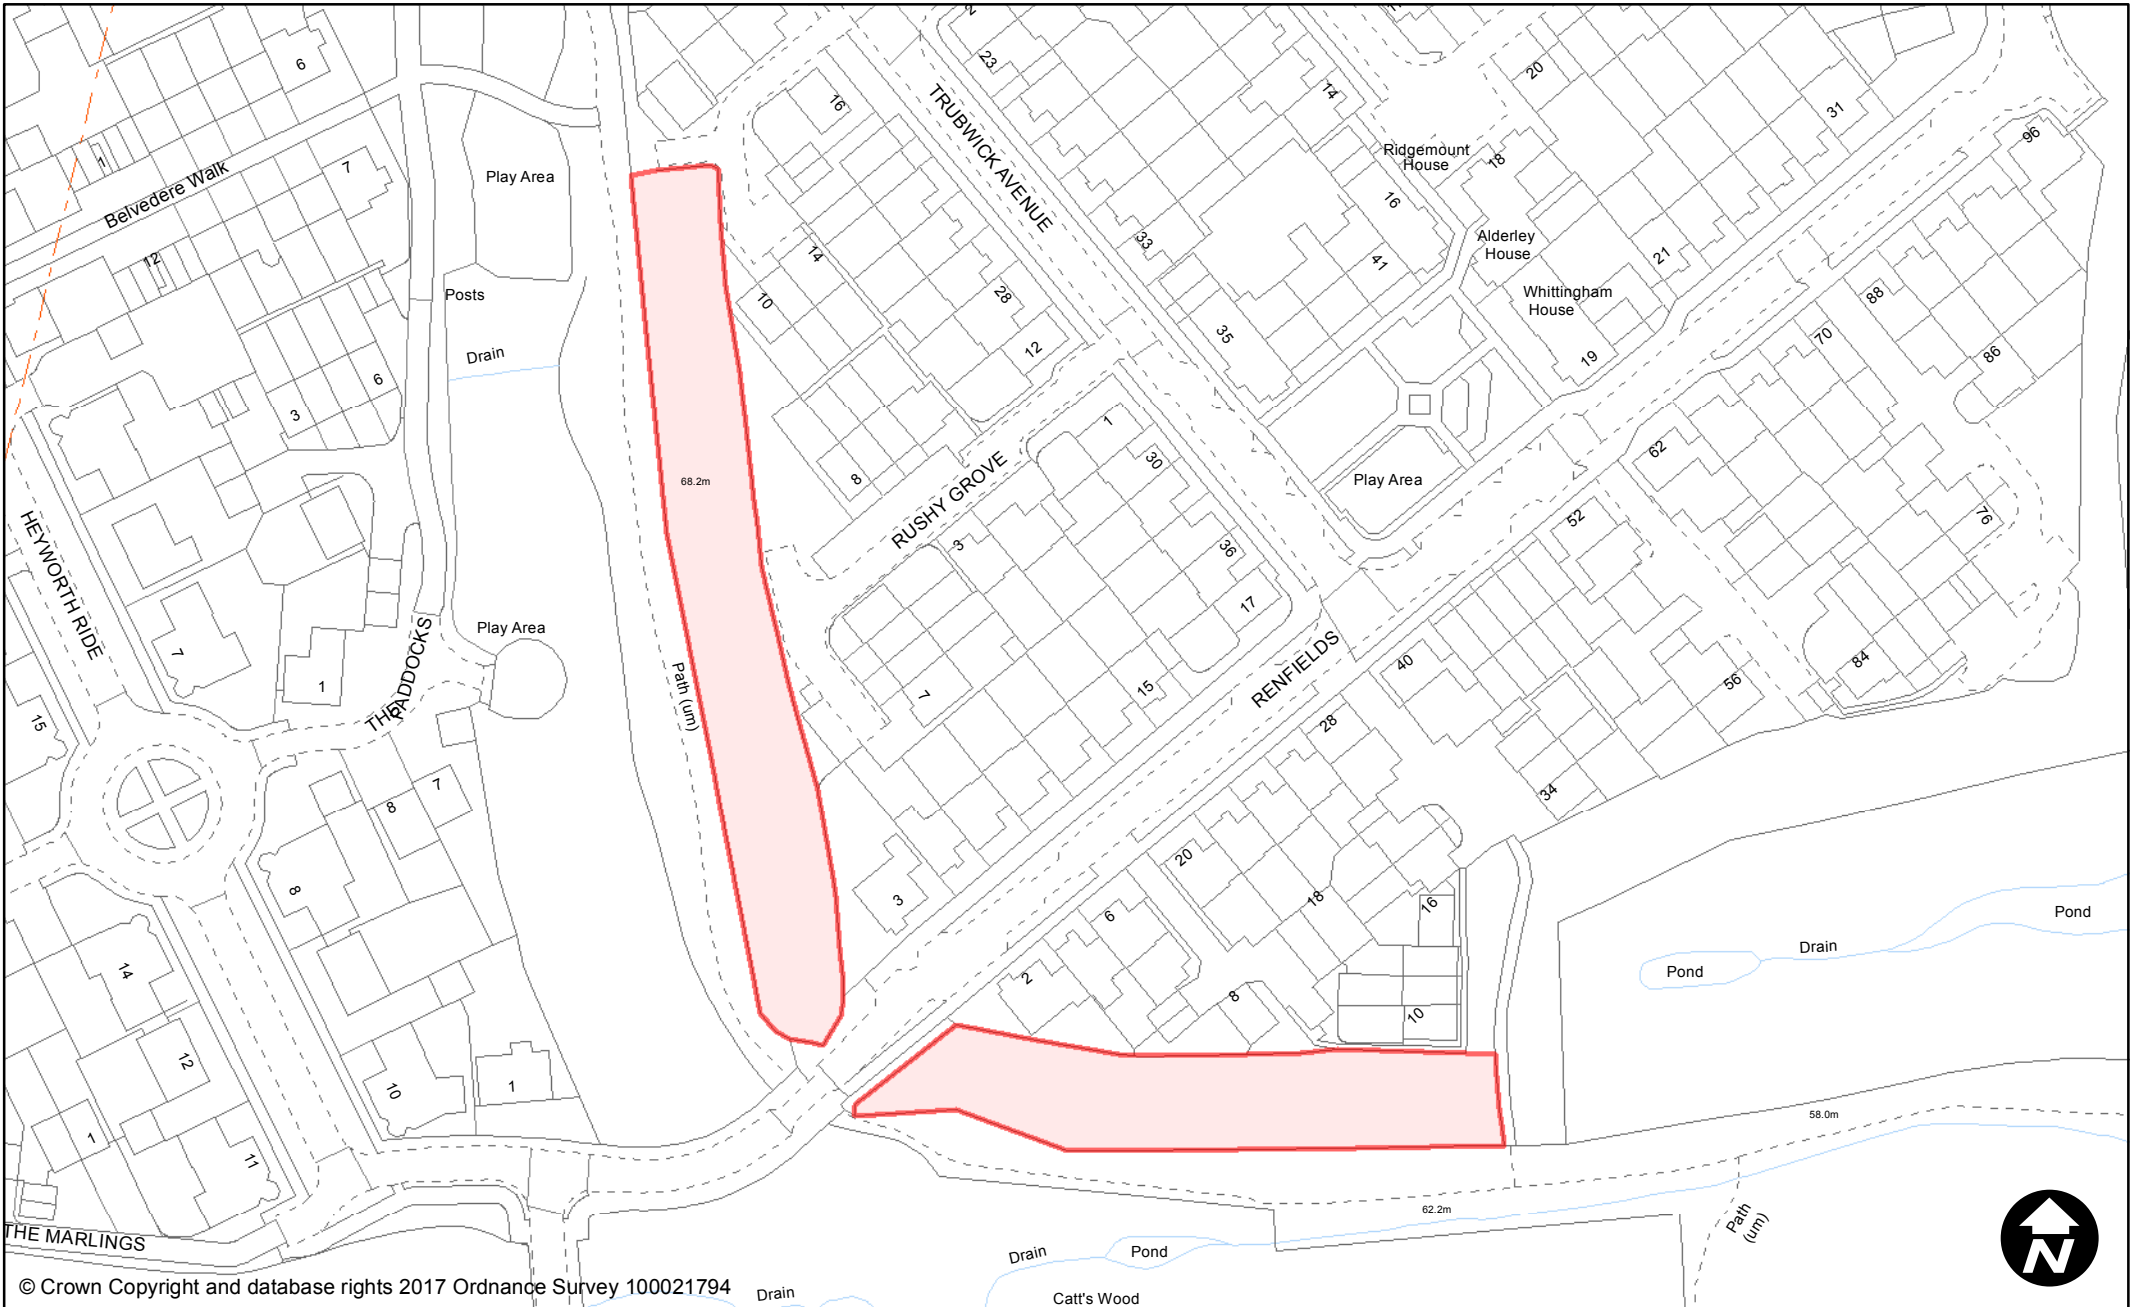 2
23
TRUBWICK AVENUE
14
20
31
96
6
16
1
7
Belvedere Walk
Play Area
Ridgemount
House
18
16
12
14
33
41
Alderley
House
21
Posts
10
28
Whittingham
House
88
Drain
35
12
19
70
86
6
3
1
30
62
8
68.2m
RUSHY GROVE
Play Area
HEYWORTH RIDE
3
36
52
76
17
7
Play Area
THE PADDOCKS
1
Path (um)
7
15
RENFIELDS
40
84
56
15
28
34
8
7
8
20
3
18
16
6
Pond
Drain
Pond
14
2
8
10
12
10
1
58.0m
1
11
62.2m
Path
(um)
THE MARLINGS
Drain
Pond
N
© Crown Copyright and database rights 2017 Ordnance Survey 100021794
Drain
Catt's Wood